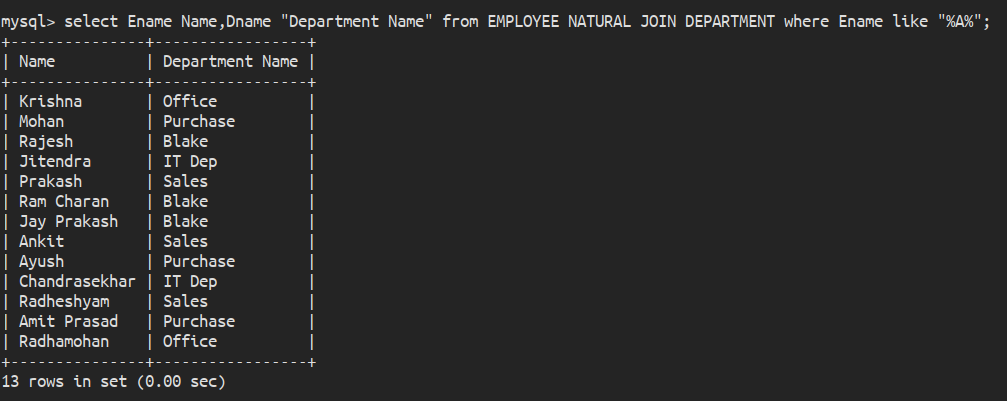 mysql> select Ename Name,Dname "Department Name" from EMPLOYEE NATURAL JOIN DEPARTMENT where Ename like "%A%";
+---------------+-----------------+
| Name          | Department Name |
+---------------+-----------------+
| Krishna       | Office          |
| Mohan         | Purchase        |
| Rajesh        | Blake           |
| Jitendra      | IT Dep          |
| Prakash       | Sales           |
| Ram Charan    | Blake           |
| Jay Prakash   | Blake           |
| Ankit         | Sales           |
| Ayush         | Purchase        |
| Chandrasekhar | IT Dep          |
| Radheshyam    | Sales           |
| Amit Prasad   | Purchase        |
| Radhamohan    | Office          |
+---------------+-----------------+
13 rows in set (0.00 sec)